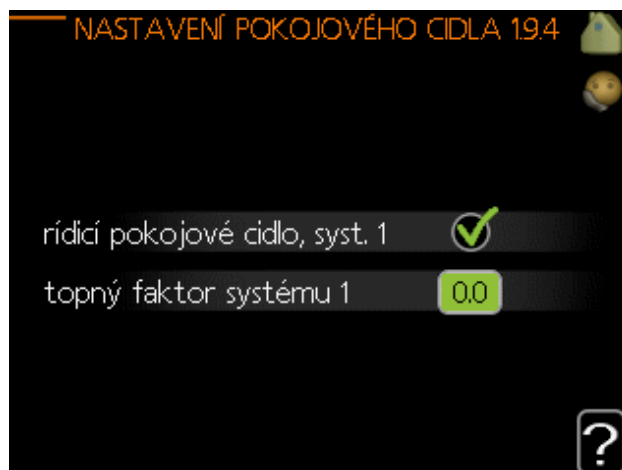 NASTAVENÍ POKOJOVÉHO CIDLA 1.9.4
rídicí pokojové cidlo, syst. 1
topný faktor systému 1 0.0
?